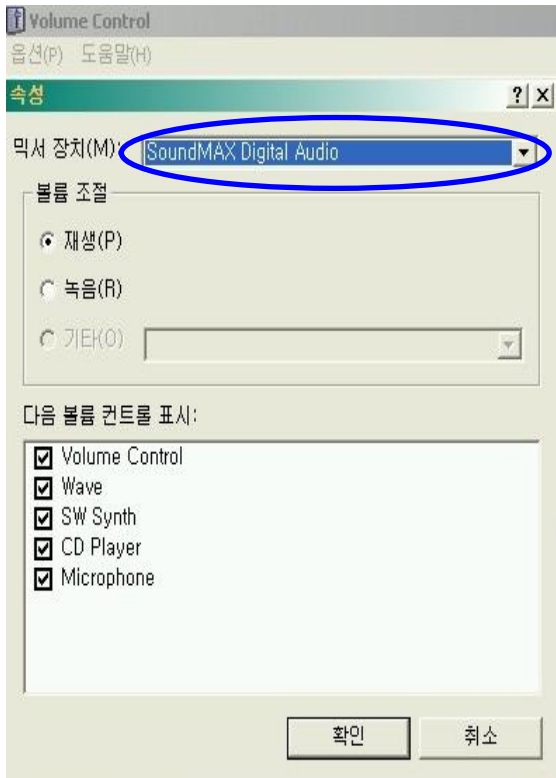 Volume Control
옵션(P) 도움말(H)
속성
믹서 장치(M): SoundMAX Digital Audio
볼륨 조절
재생(P)
녹음(R)
기타(O)
다음 볼륨 컨트롤 표시:
Volume Control
Wave
SW Synth
CD Player
Microphone
확인 취소